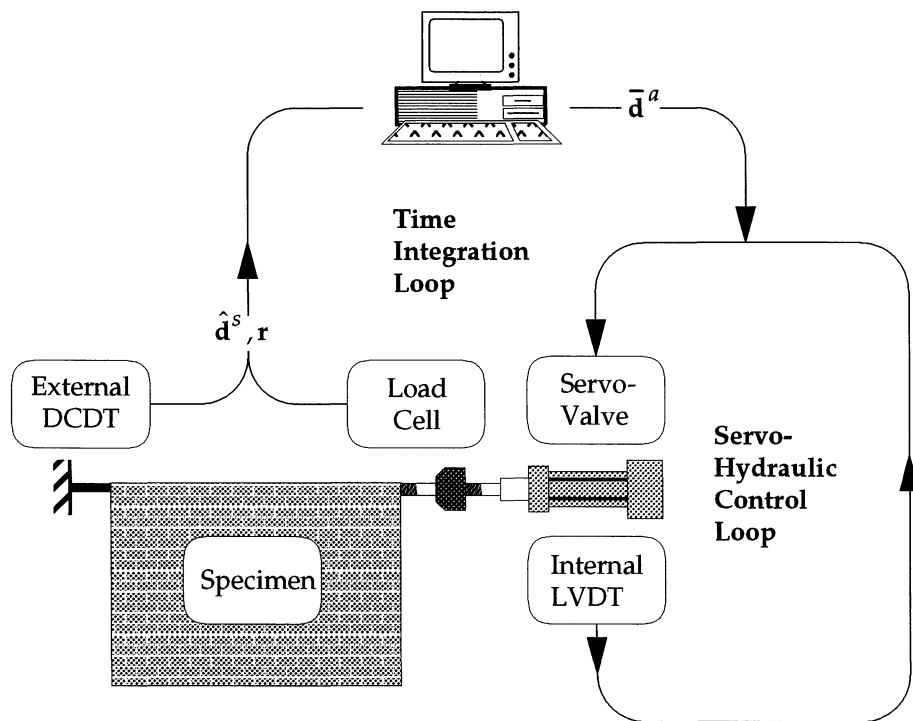 d̄ᵃ
Time
Integration
Loop
d̂ˢ, r
External
DCDT
Load
Cell
Servo-
Valve
Servo-
Hydraulic
Control
Loop
Specimen
Internal
LVDT